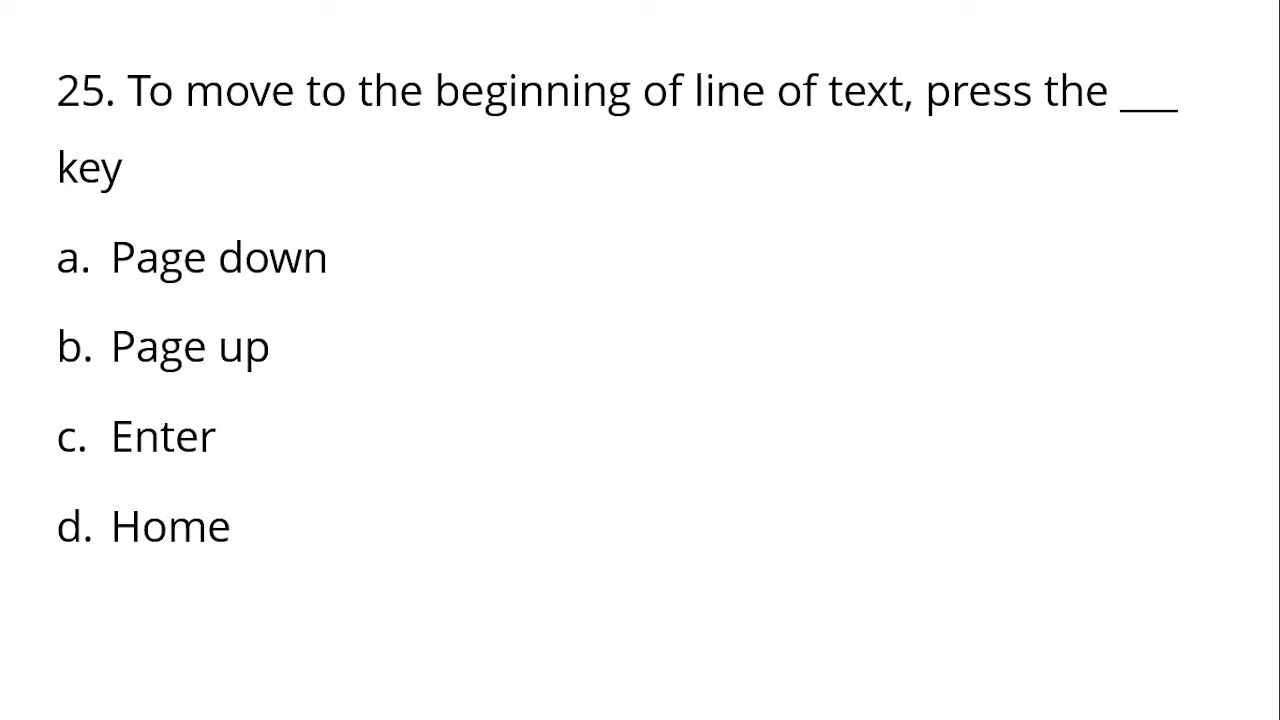 25. To move to the beginning of line of text, press the ___
key
a. Page down
b. Page up
c. Enter
d. Home